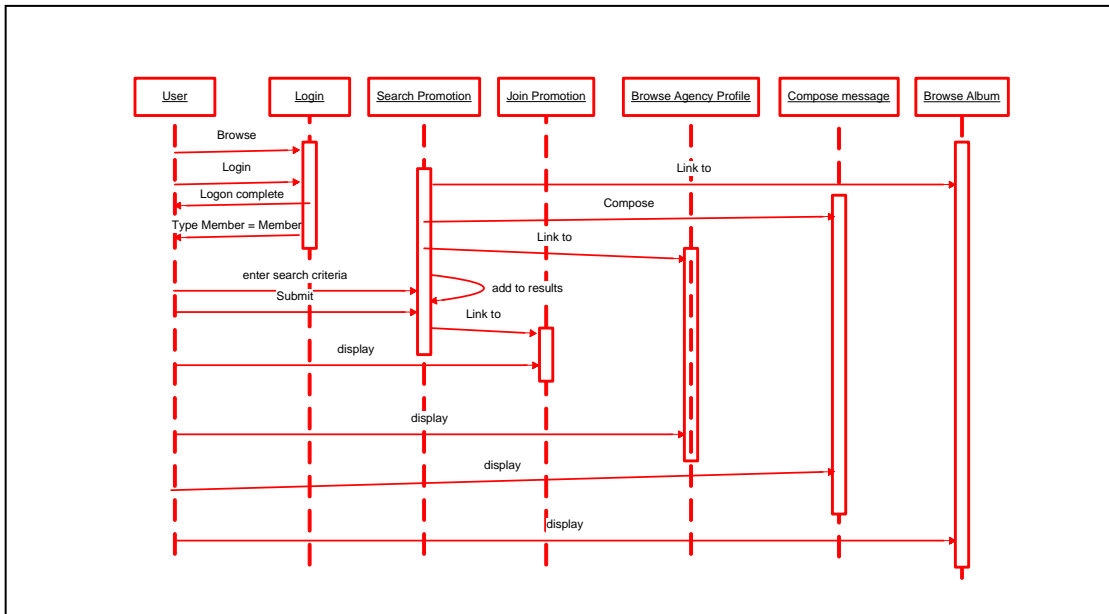 User
Login
Search Promotion
Join Promotion
Browse Agency Profile
Compose message
Browse Album
Browse
Link to
Login
Logon complete
Compose
Type Member = Member
Link to
enter search criteria
add to results
Submit
Link to
display
display
display
display